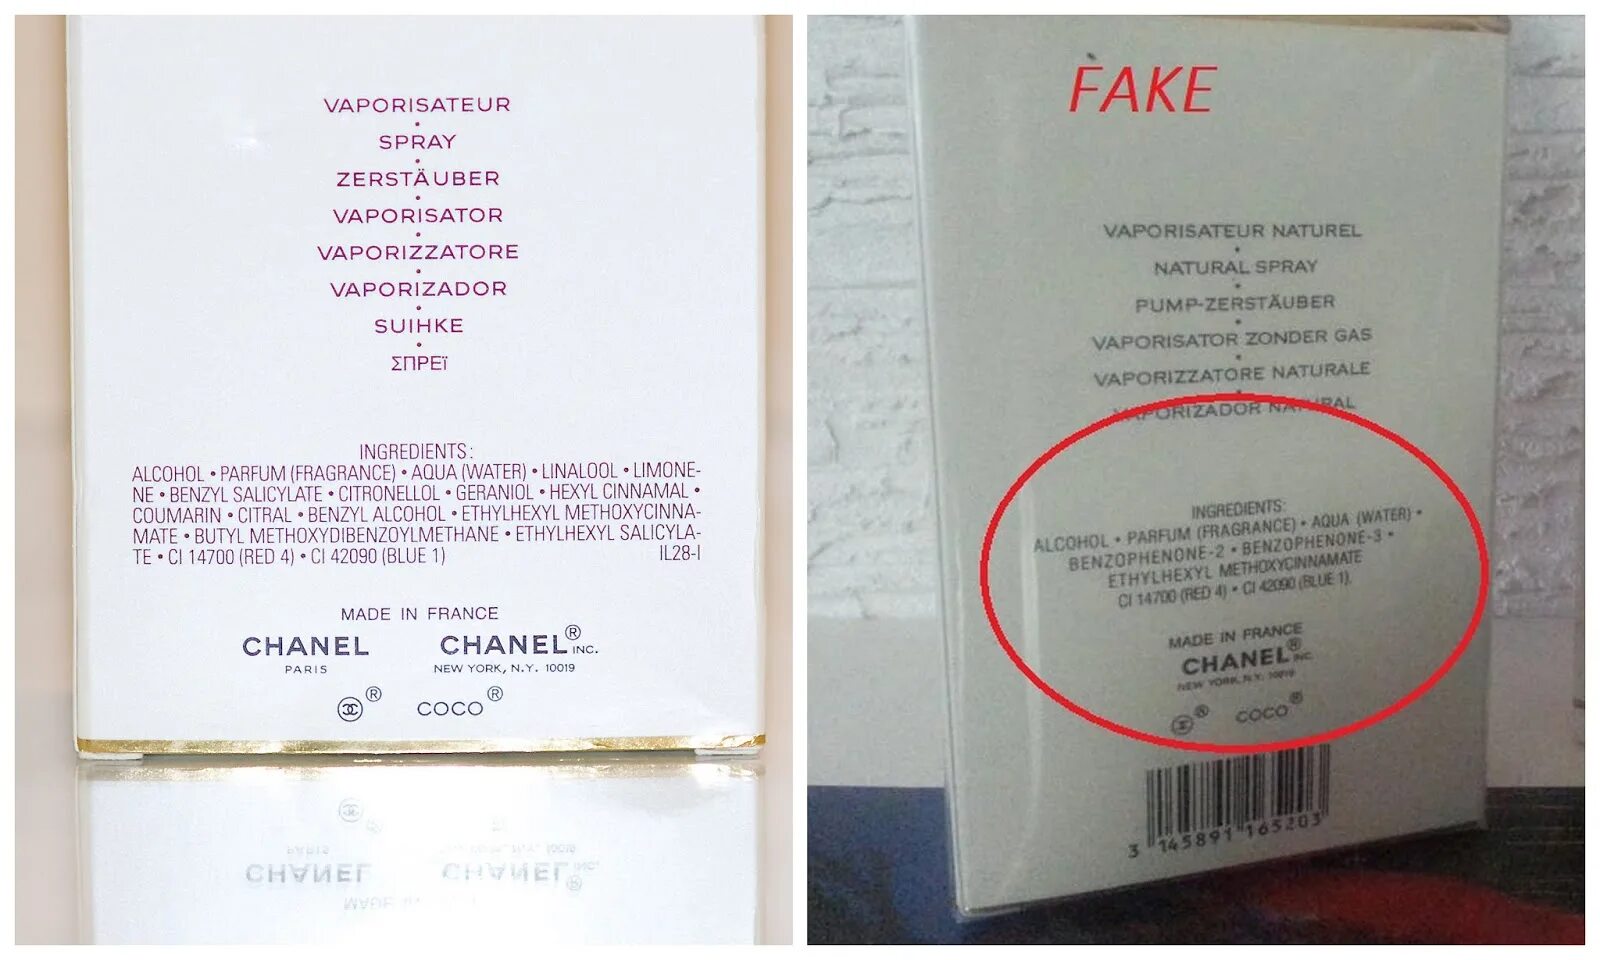 VAPORISATEUR
•
SPRAY
•
ZERSTÄUBER
•
VAPORISATOR
•
VAPORIZZATORE
•
VAPORIZADOR
•
SUIHKE
•
ΣΠΡΕΪ
INGREDIENTS:
ALCOHOL • PARFUM (FRAGRANCE) • AQUA (WATER) • LINALOOL • LIMONE-
NE • BENZYL SALICYLATE • CITRONELLOL • GERANIOL • HEXYL CINNAMAL •
COUMARIN • CITRAL • BENZYL ALCOHOL • ETHYLHEXYL METHOXYCINNA-
MATE • BUTYL METHOXYDIBENZOYLMETHANE • ETHYLHEXYL SALICYLA-
TE • CI 14700 (RED 4) • CI 42090 (BLUE 1) IL28-I
MADE IN FRANCE
CHANEL CHANEL® INC.
PARIS NEW YORK, N.Y. 10019
® COCO®
FAKE
VAPORISATEUR NATUREL
•
NATURAL SPRAY
•
PUMP-ZERSTÄUBER
•
VAPORISATOR ZONDER GAS
•
VAPORIZZATORE NATURALE
•
VAPORIZADOR NATURAL
INGREDIENTS:
ALCOHOL • PARFUM (FRAGRANCE) • AQUA (WATER) •
BENZOPHENONE-2 • BENZOPHENONE-3 •
ETHYLHEXYL METHOXYCINNAMATE
CI 14700 (RED 4) • CI 42090 (BLUE 1).
MADE IN FRANCE
CHANEL® INC.
NEW YORK, N.Y. 10019
® COCO®
3 145891 165203